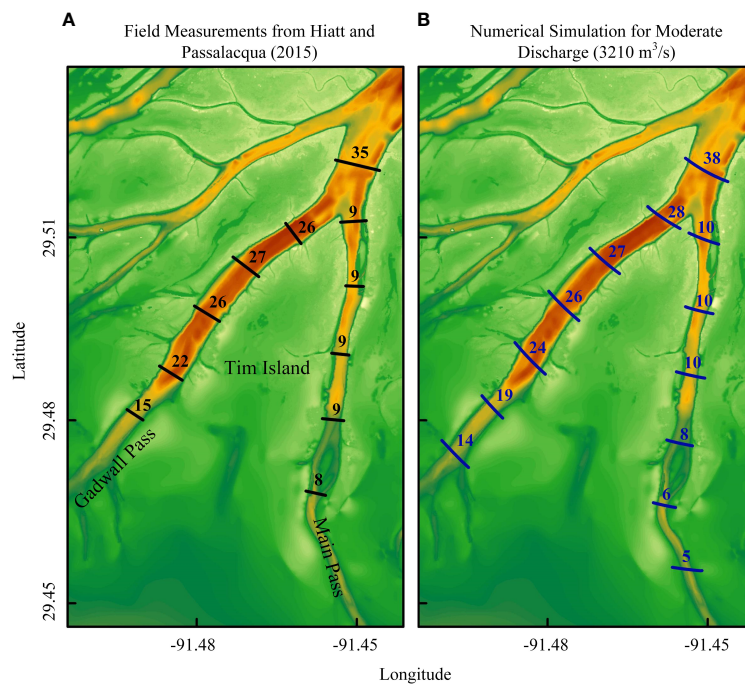 A
Field Measurements from Hiatt and
Passalacqua (2015)
B
Numerical Simulation for Moderate
Discharge (3210 m³/s)
35
9
26
27
9
26
9
22
Tim Island
15
9
Gadwall Pass
8
Main Pass
38
28
10
27
26
10
24
10
19
14
8
6
5
29.51
29.48
29.45
Latitude
-91.48
-91.45
-91.48
-91.45
Longitude